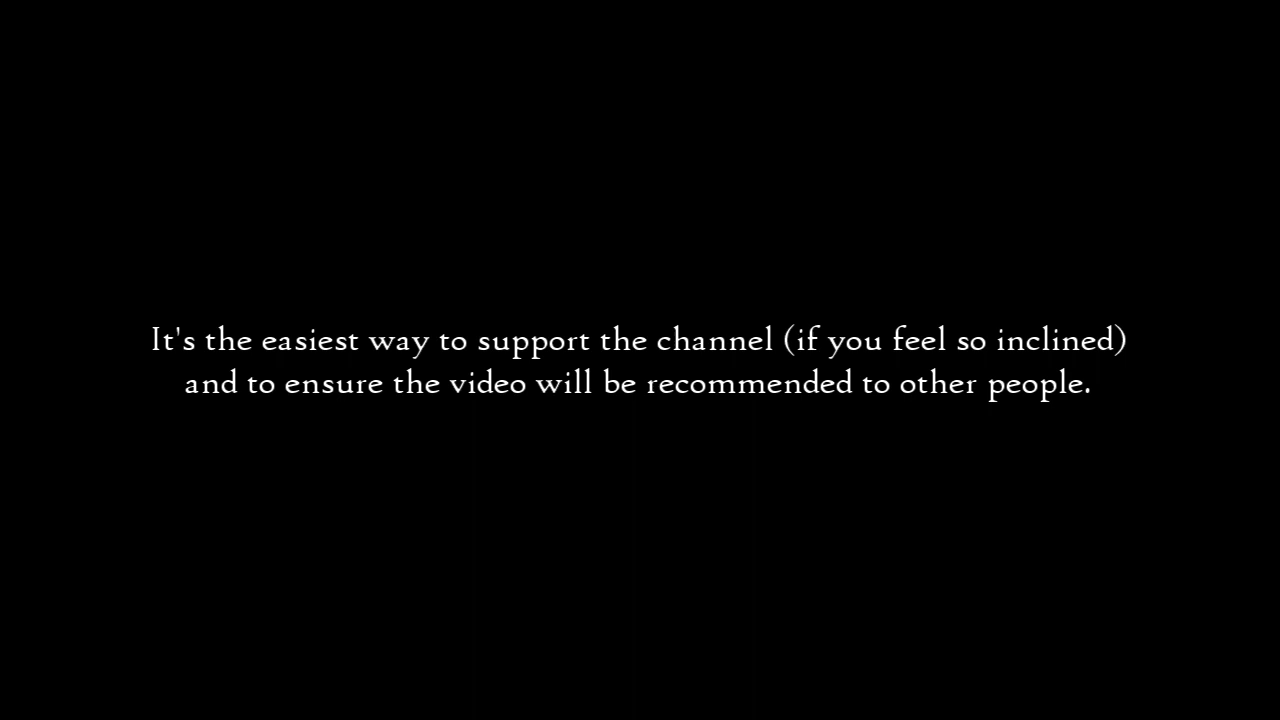 It's the easiest way to support the channel (if you feel so inclined)
and to ensure the video will be recommended to other people.